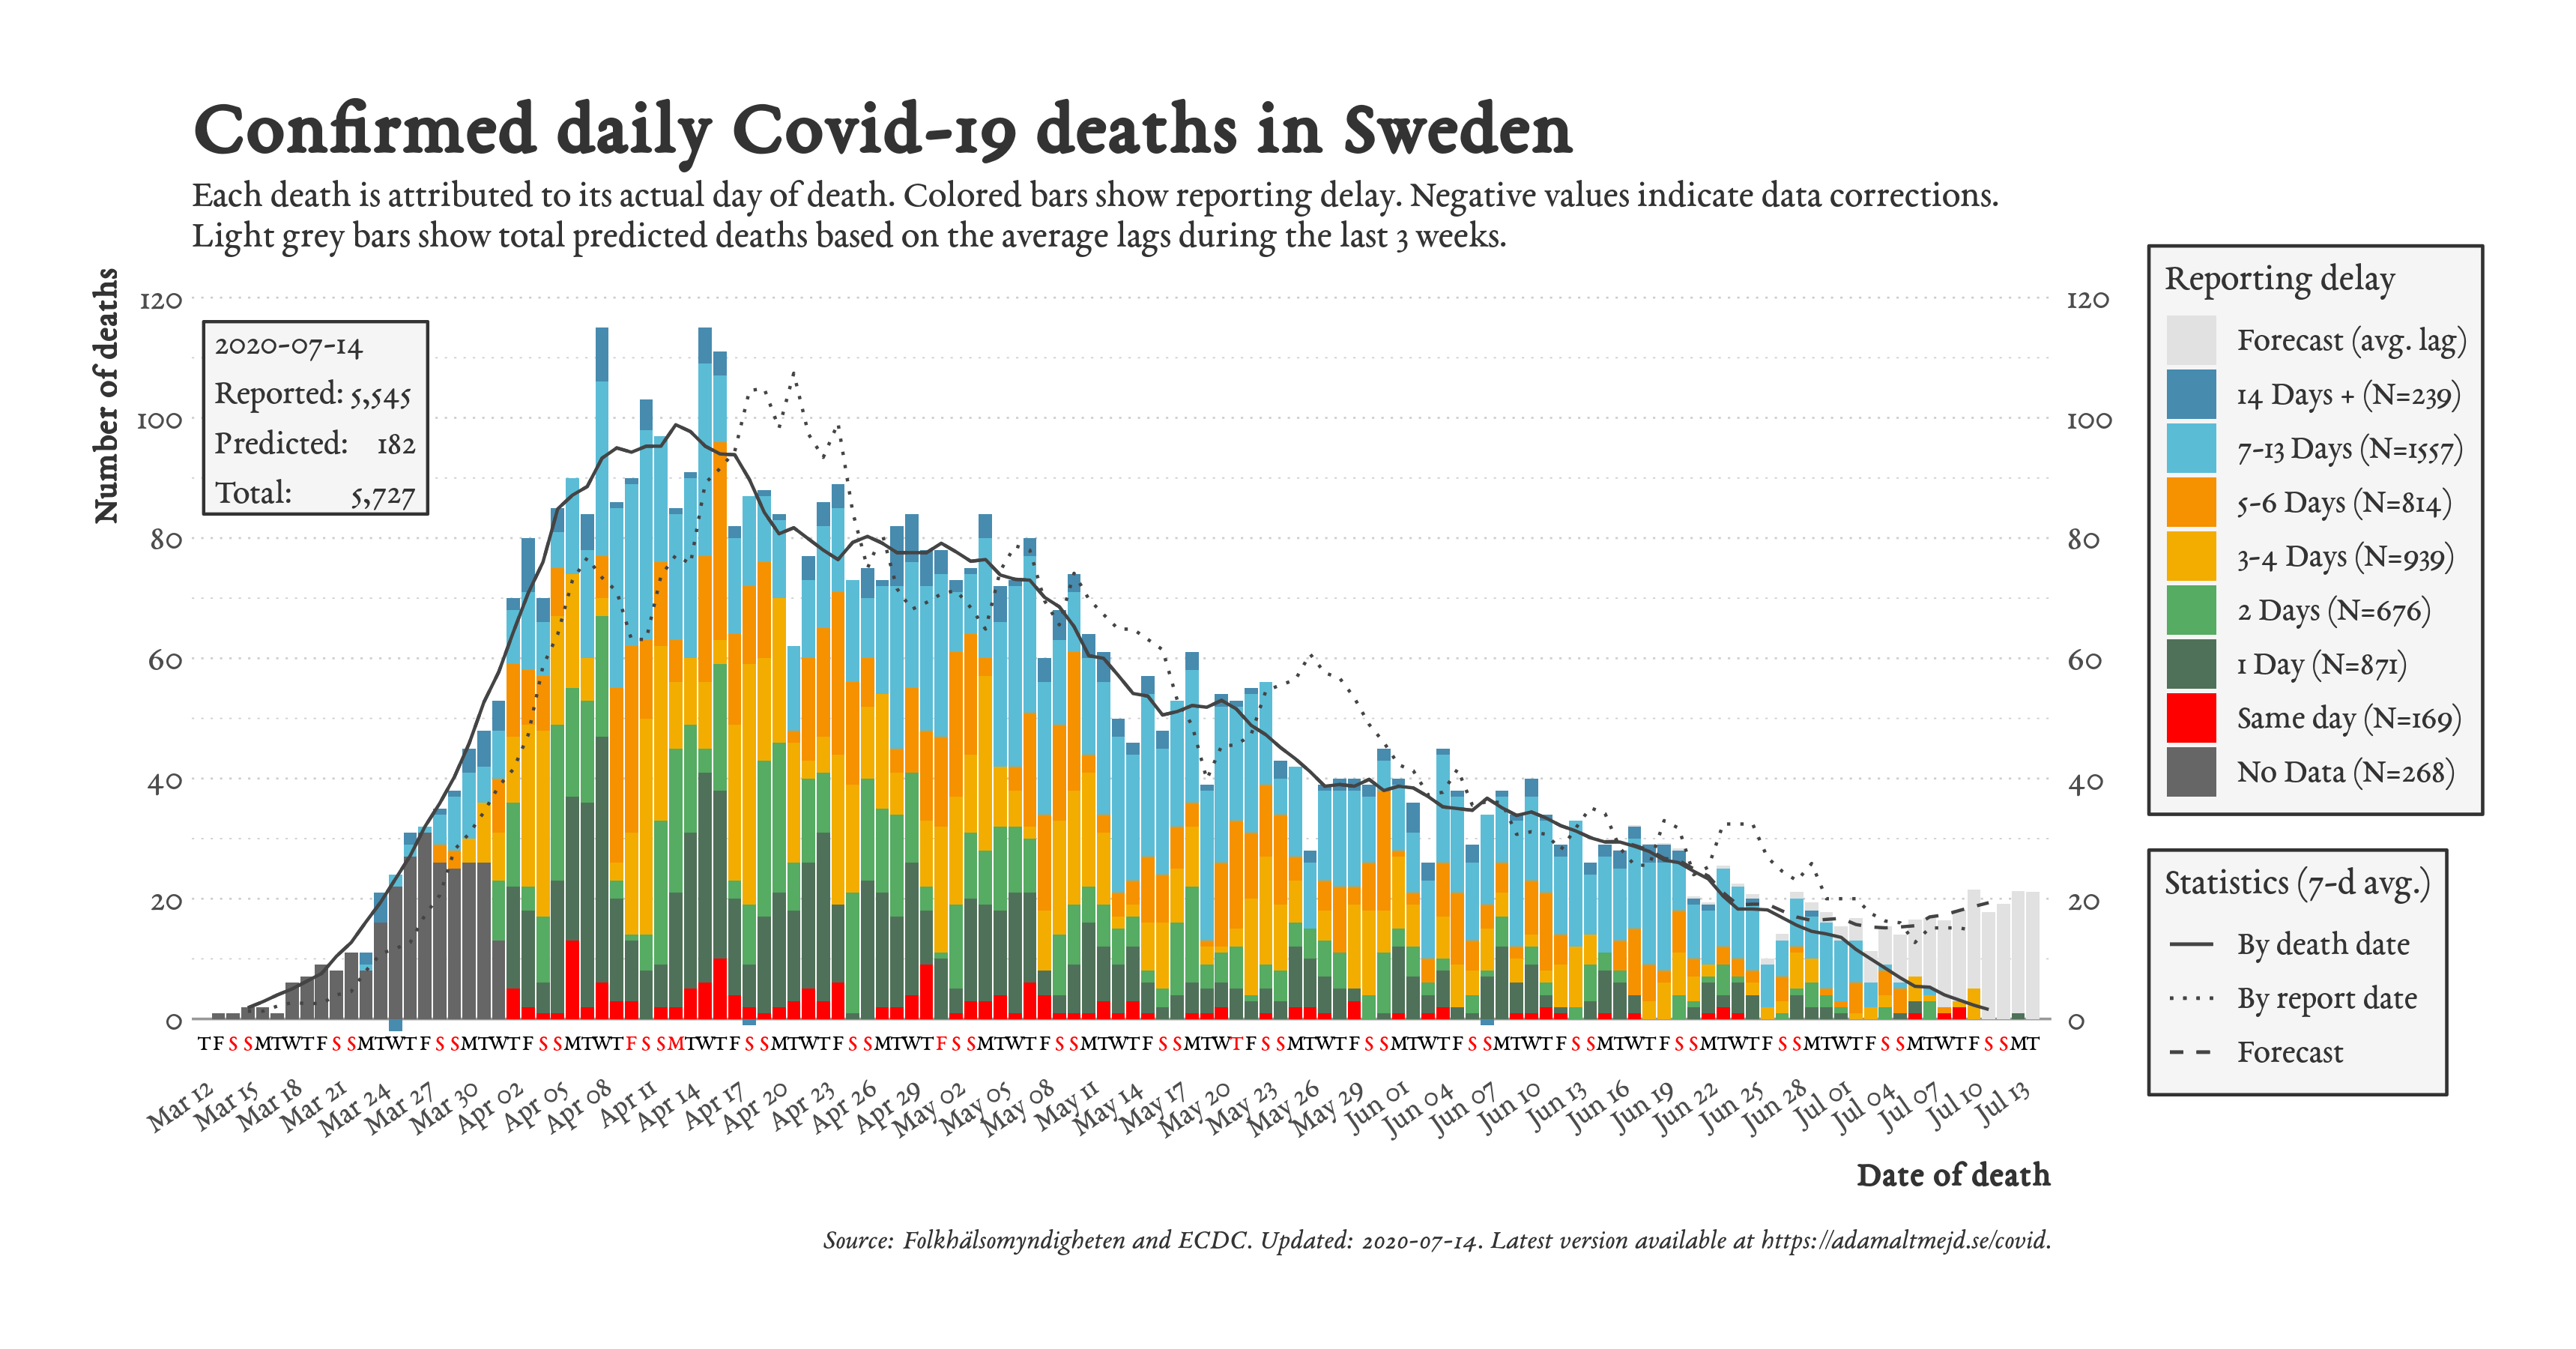 Confirmed daily Covid-19 deaths in Sweden
Each death is attributed to its actual day of death. Colored bars show reporting delay. Negative values indicate data corrections.
Light grey bars show total predicted deaths based on the average lags during the last 3 weeks.
Number of deaths
120
100
80
60
40
20
0
2020-07-14
Reported: 5,545
Predicted: 182
Total: 5,727
120
100
80
60
40
20
0
T F S S M T W T F S S M T W T F S S M T W T F S S M T W T F S S M T W T F S S M T W T F S S M T W T F S S M T W T F S S M T W T F S S M T W T F S S M T W T F S S M T W T F S S M T W T F S S M T W T F S S M T W T F S S M T W T F S S M T W T F S S M T W T F S S M T
Mar 12 Mar 15 Mar 18 Mar 21 Mar 24 Mar 27 Mar 30 Apr 02 Apr 05 Apr 08 Apr 11 Apr 14 Apr 17 Apr 20 Apr 23 Apr 26 Apr 29 May 02 May 05 May 08 May 11 May 14 May 17 May 20 May 23 May 26 May 29 Jun 01 Jun 04 Jun 07 Jun 10 Jun 13 Jun 16 Jun 19 Jun 22 Jun 25 Jun 28 Jul 01 Jul 04 Jul 07 Jul 10 Jul 13
Date of death
Reporting delay
Forecast (avg. lag)
14 Days + (N=239)
7-13 Days (N=1557)
5-6 Days (N=814)
3-4 Days (N=939)
2 Days (N=676)
1 Day (N=871)
Same day (N=169)
No Data (N=268)
Statistics (7-d avg.)
By death date
By report date
Forecast
Source: Folkhälsomyndigheten and ECDC. Updated: 2020-07-14. Latest version available at https://adamaltmejd.se/covid.